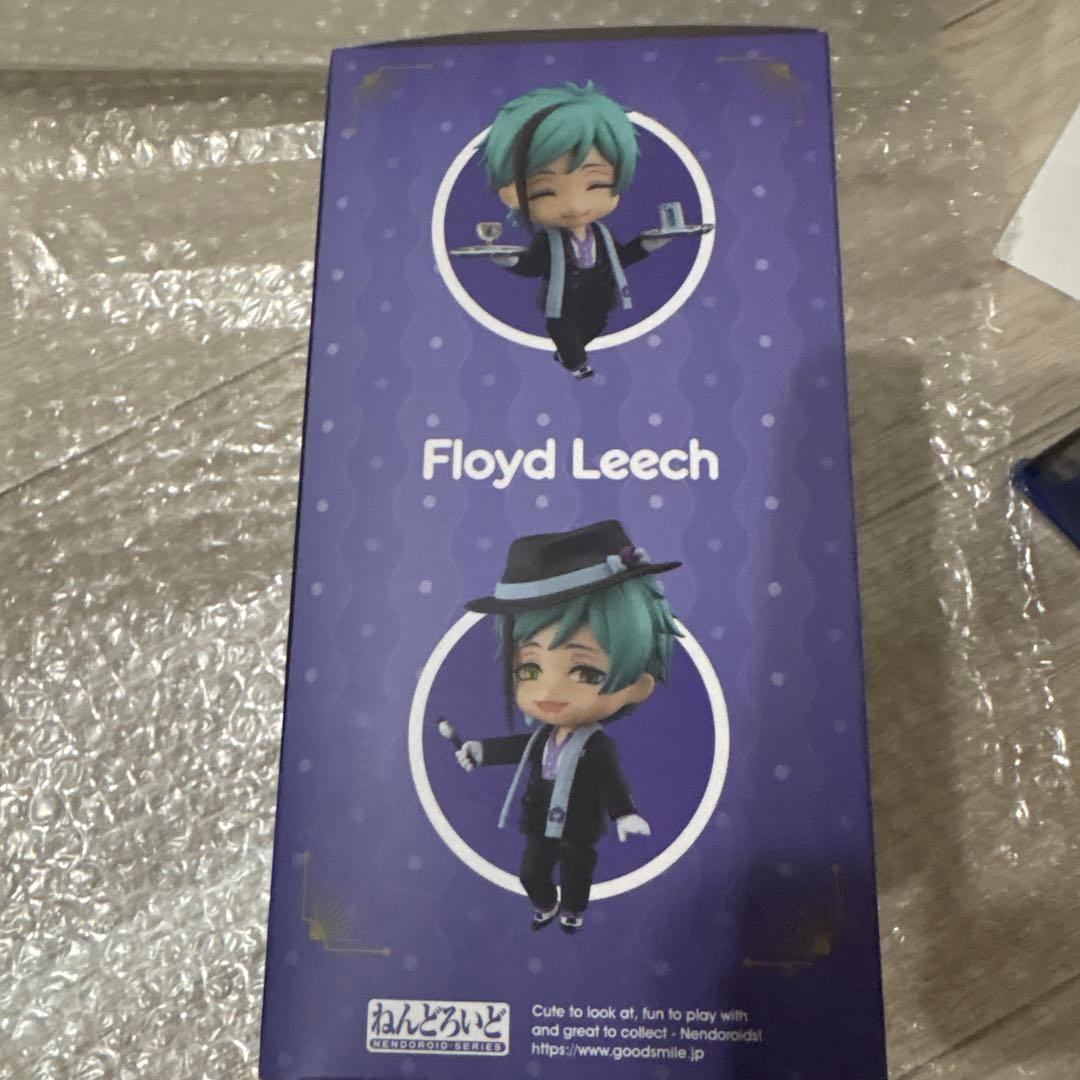 Floyd Leech
ねんどろいど
NENDOROID·SERIES
Cute to look at, fun to play with
and great to collect - Nendoroids!
https://www.goodsmile.jp